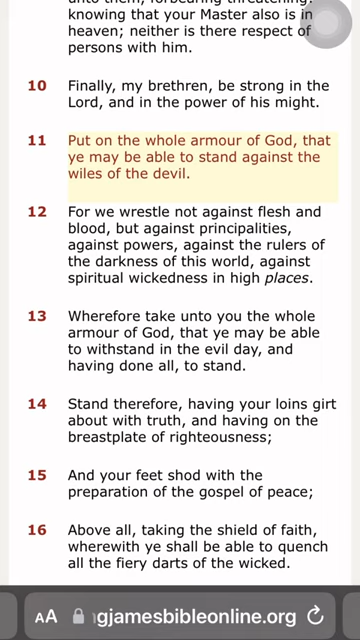 unto them, forbearing threatening:
knowing that your Master also is in
heaven; neither is there respect of
persons with him.
10 Finally, my brethren, be strong in the
Lord, and in the power of his might.
11 Put on the whole armour of God, that
ye may be able to stand against the
wiles of the devil.
12 For we wrestle not against flesh and
blood, but against principalities,
against powers, against the rulers of
the darkness of this world, against
spiritual wickedness in high places.
13 Wherefore take unto you the whole
armour of God, that ye may be able
to withstand in the evil day, and
having done all, to stand.
14 Stand therefore, having your loins girt
about with truth, and having on the
breastplate of righteousness;
15 And your feet shod with the
preparation of the gospel of peace;
16 Above all, taking the shield of faith,
wherewith ye shall be able to quench
all the fiery darts of the wicked.
AA gjamesbibleonline.org